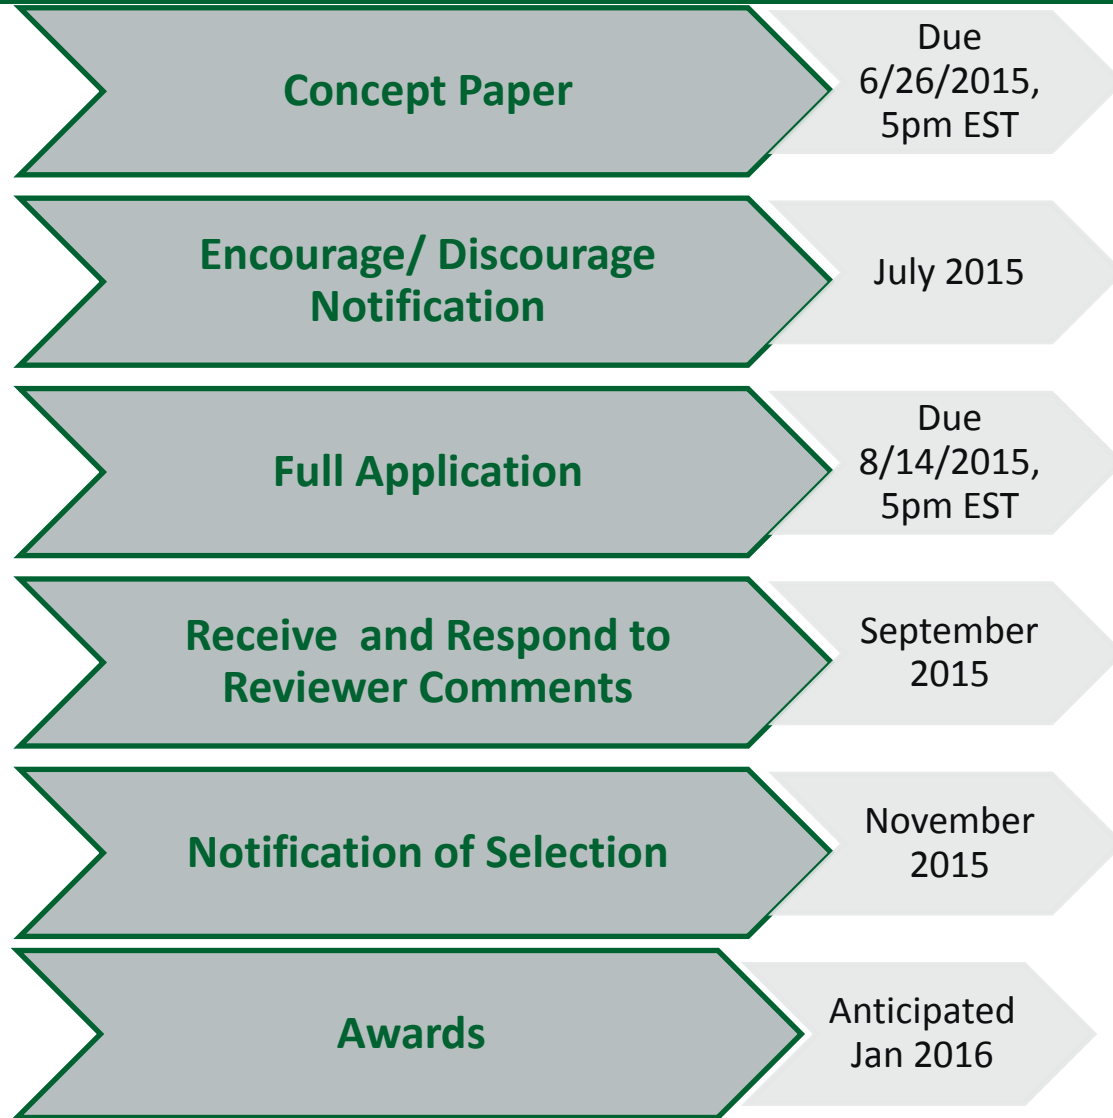 Concept Paper
Due
6/26/2015,
5pm EST
Encourage/ Discourage
Notification
July 2015
Full Application
Due
8/14/2015,
5pm EST
Receive  and Respond to
Reviewer Comments
September
2015
Notification of Selection
November
2015
Awards
Anticipated
Jan 2016